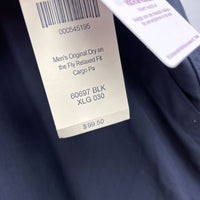 000545195
Men's Original Dry on
the Fly Relaxed Fit
Cargo Pa
60697 BLK
XLG 030
$99.50